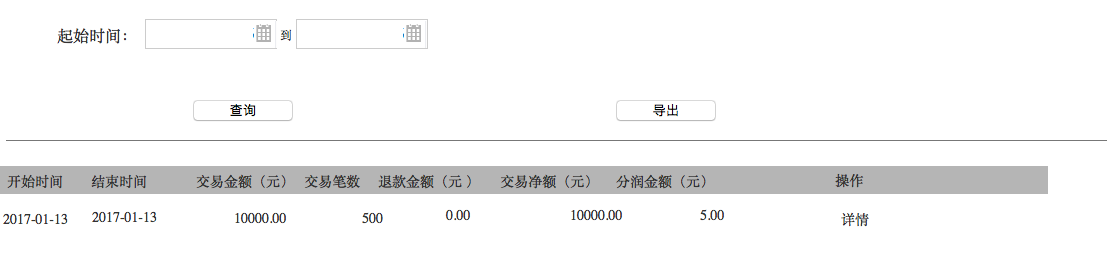 起始时间： 到
查询 导出
开始时间 结束时间 交易金额（元） 交易笔数 退款金额（元 ） 交易净额（元） 分润金额（元） 操作
2017-01-13 2017-01-13 10000.00 500 0.00 10000.00 5.00 详情